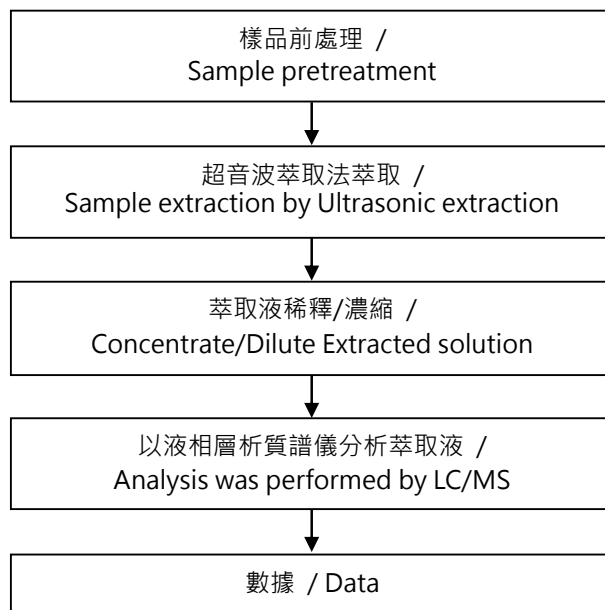 樣品前處理 /
Sample pretreatment
超音波萃取法萃取 /
Sample extraction by Ultrasonic extraction
萃取液稀釋/濃縮 /
Concentrate/Dilute Extracted solution
以液相層析質譜儀分析萃取液 /
Analysis was performed by LC/MS
數據 / Data